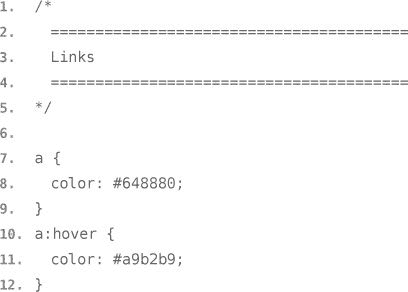 1. /*
2. ========================================
3. Links
4. ========================================
5. */
6.
7. a {
8. color: #648880;
9. }
10. a:hover {
11. color: #a9b2b9;
12. }